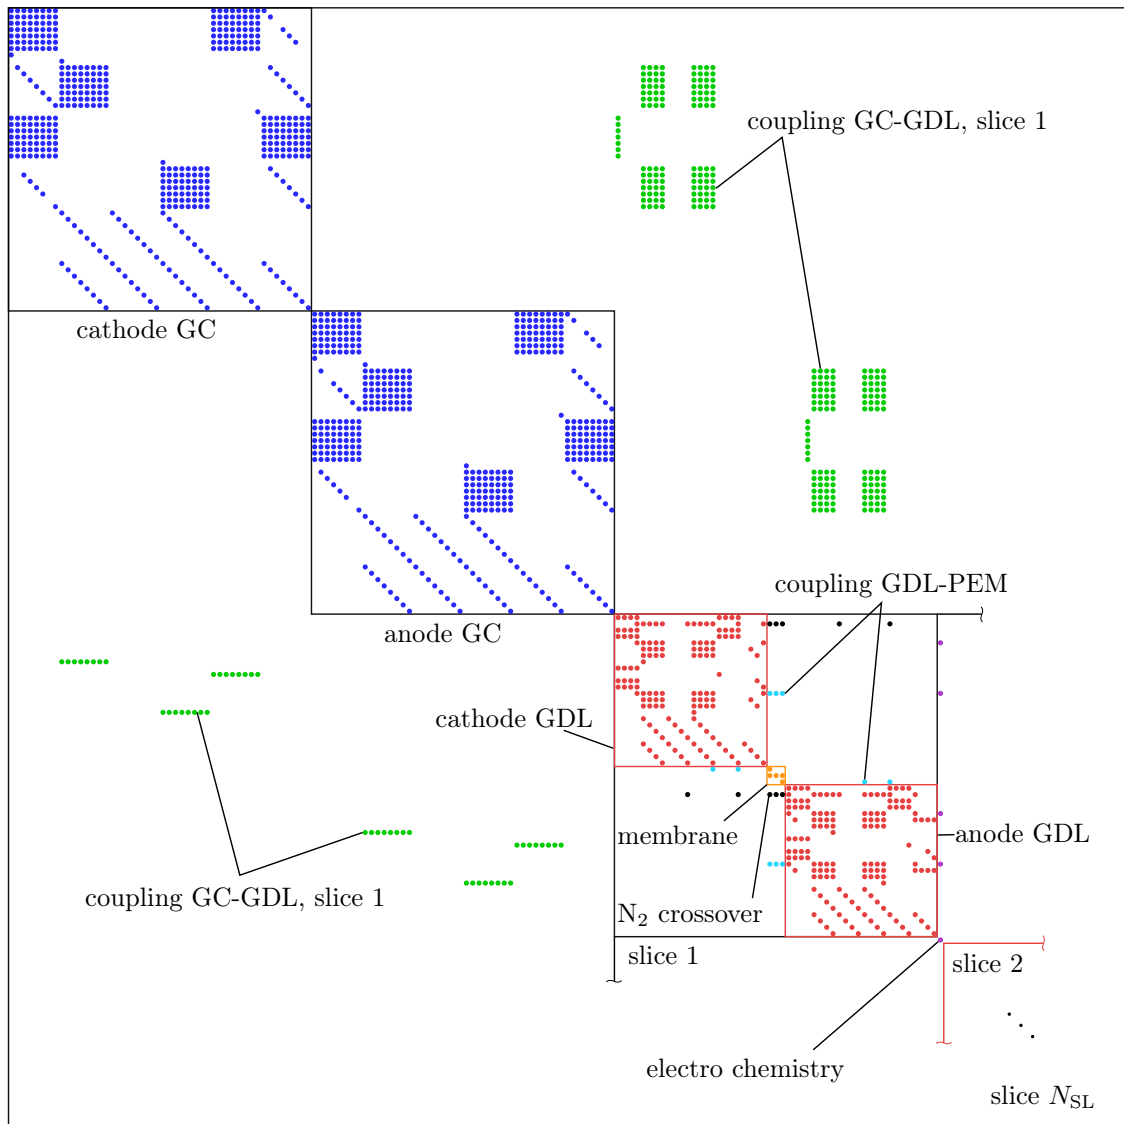 coupling GC-GDL, slice 1
cathode GC
coupling GDL-PEM
anode GC
cathode GDL
membrane
anode GDL
coupling GC-GDL, slice 1
N₂ crossover
slice 1
slice 2
electro chemistry
slice N_SL